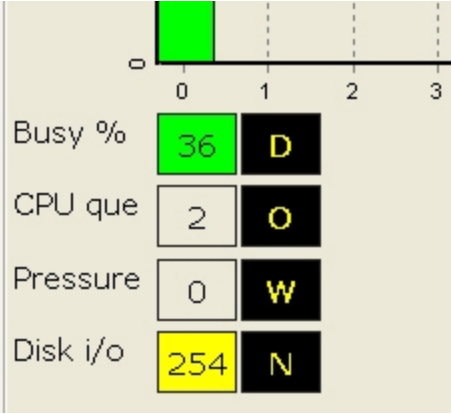 0
0 1 2 3
Busy % 36 D
CPU que 2 O
Pressure 0 W
Disk i/o 254 N